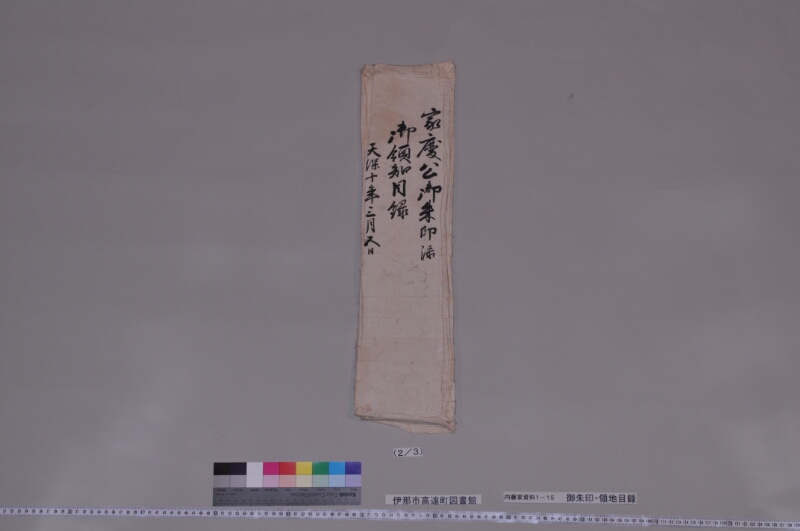 家慶公御朱印添
御領知目録
天保十年三月五日
(2/3)
伊那市高遠町図書館
内藤家資料1-15 御朱印・領地目録